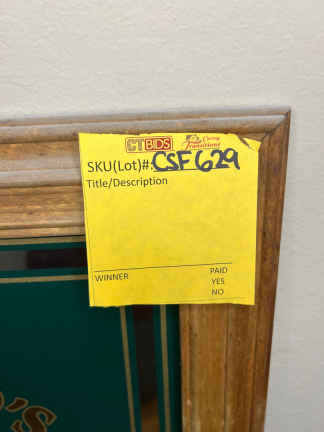 CTBIDS Caring Transitions
SKU(Lot)#: CSF629
Title/Description
WINNER PAID
YES
NO
'S